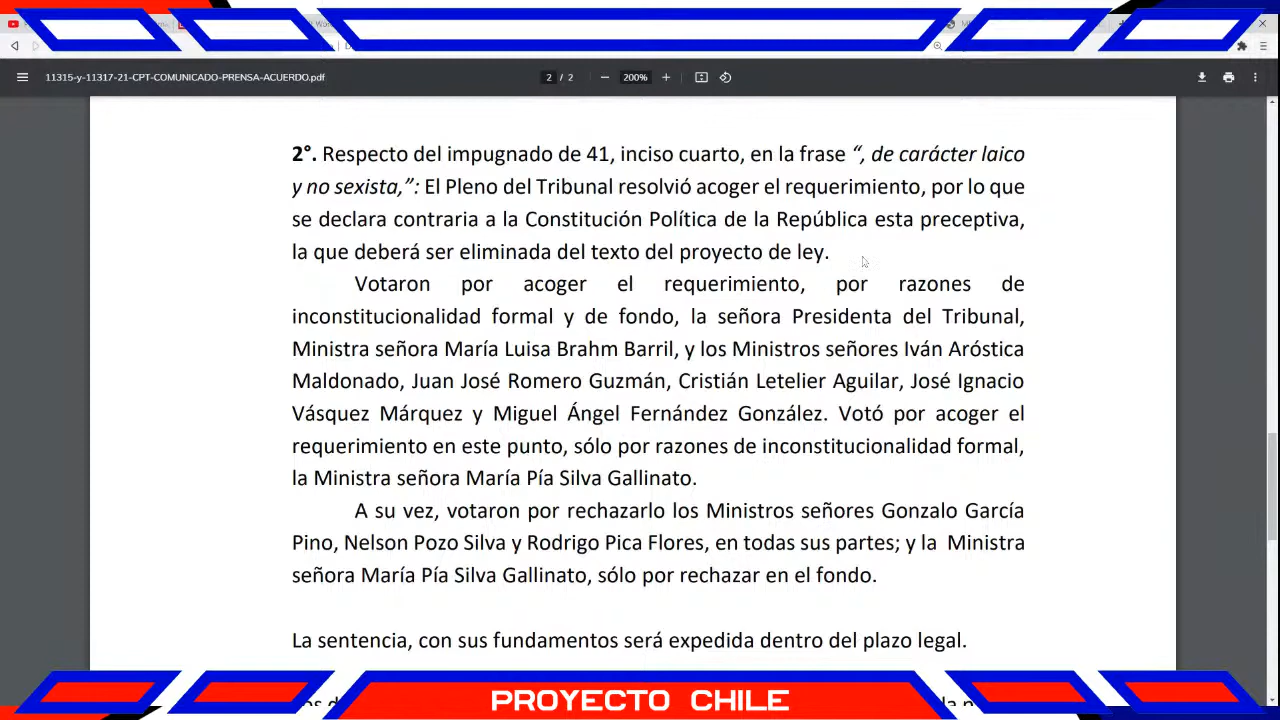 11315-y-11317-21-CPT-COMUNICADO-PRENSA-ACUERDO.pdf
2 / 2
200%
2°. Respecto del impugnado de 41, inciso cuarto, en la frase “, de carácter laico
y no sexista,”: El Pleno del Tribunal resolvió acoger el requerimiento, por lo que
se declara contraria a la Constitución Política de la República esta preceptiva,
la que deberá ser eliminada del texto del proyecto de ley.
Votaron por acoger el requerimiento, por razones de
inconstitucionalidad formal y de fondo, la señora Presidenta del Tribunal,
Ministra señora María Luisa Brahm Barril, y los Ministros señores Iván Aróstica
Maldonado, Juan José Romero Guzmán, Cristián Letelier Aguilar, José Ignacio
Vásquez Márquez y Miguel Ángel Fernández González. Votó por acoger el
requerimiento en este punto, sólo por razones de inconstitucionalidad formal,
la Ministra señora María Pía Silva Gallinato.
A su vez, votaron por rechazarlo los Ministros señores Gonzalo García
Pino, Nelson Pozo Silva y Rodrigo Pica Flores, en todas sus partes; y la Ministra
señora María Pía Silva Gallinato, sólo por rechazar en el fondo.
La sentencia, con sus fundamentos será expedida dentro del plazo legal.
PROYECTO CHILE